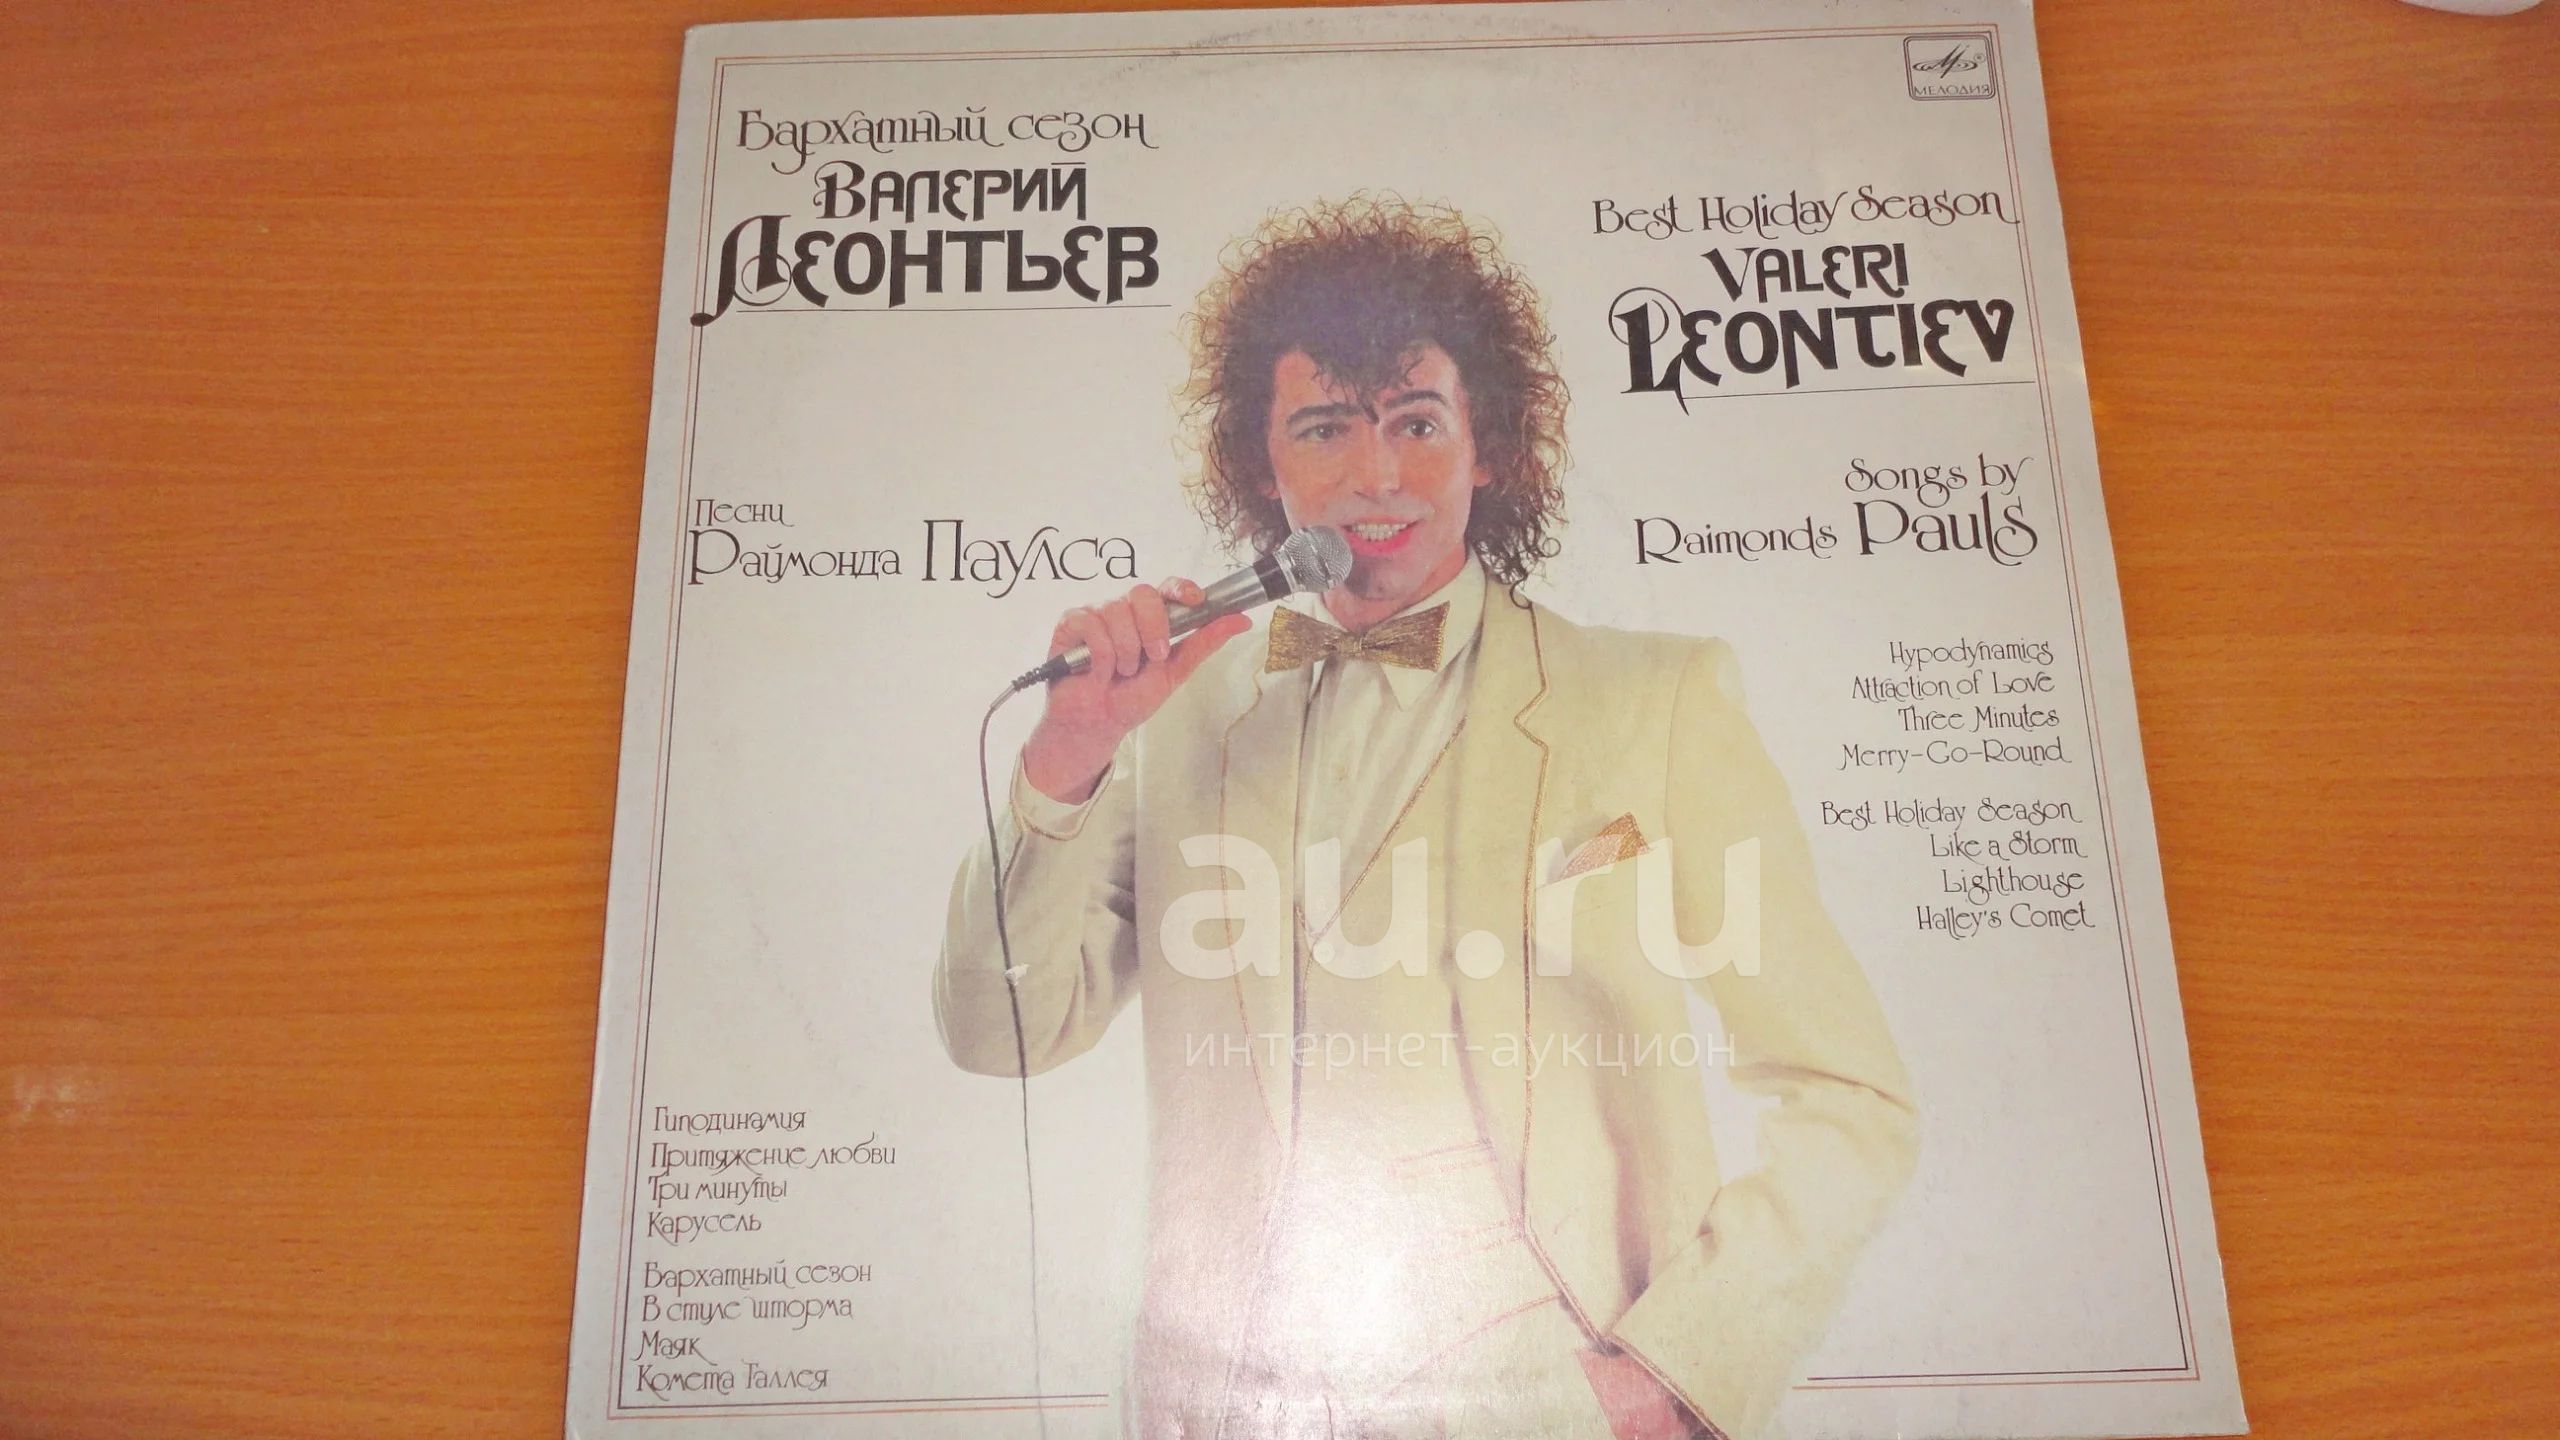 МЕЛОДИЯ
Бархатный сезон
Валерий
Леонтьев
Best Holiday Season
Valeri
Leontiev
Песни
Раймонда Паулса
Songs by
Raimonds Pauls
Hypodynamics
Attraction of Love
Three Minutes
Merry-Go-Round
Best Holiday Season
Like a Storm
Lighthouse
Halley's Comet
au.ru
интернет-аукцион
Гиподинамия
Притяжение любви
Три минуты
Карусель
Бархатный сезон
В стиле шторма
Маяк
Комета Галлея